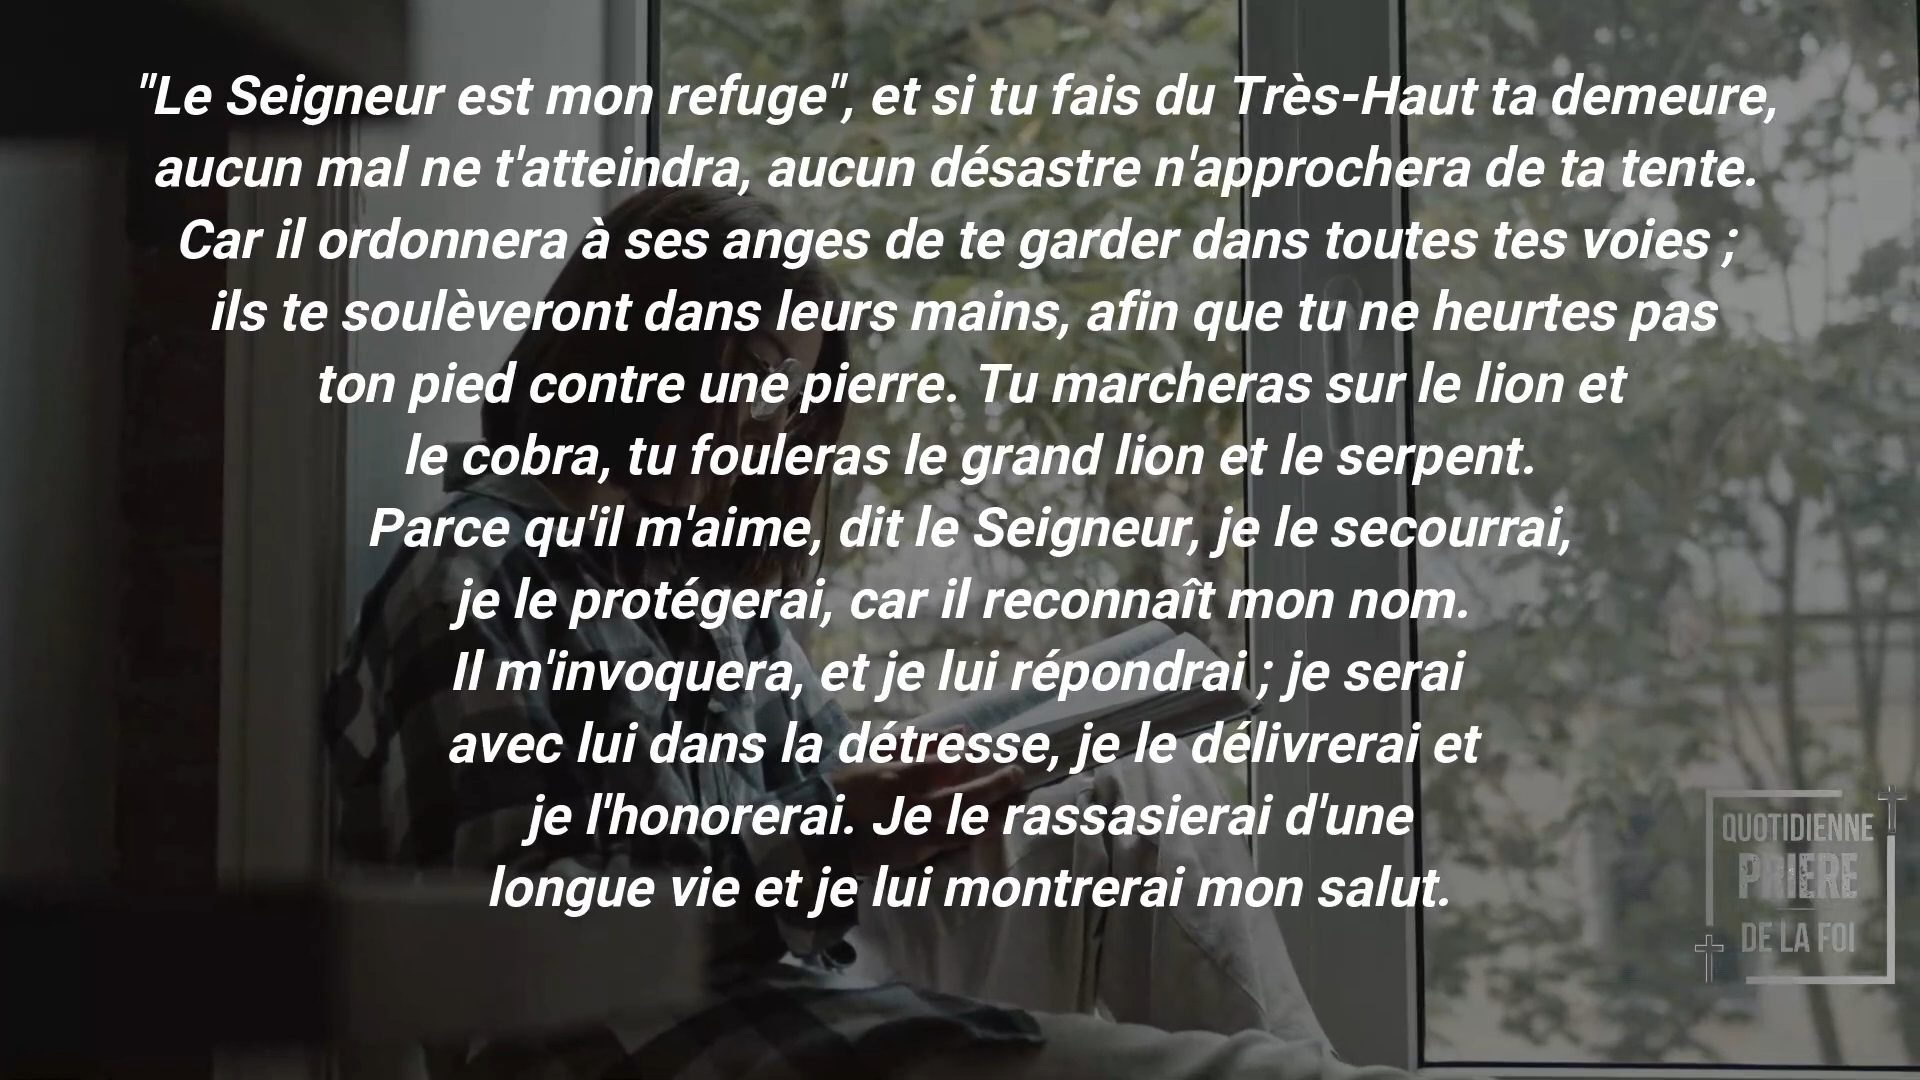 "Le Seigneur est mon refuge", et si tu fais du Très-Haut ta demeure,
aucun mal ne t'atteindra, aucun désastre n'approchera de ta tente.
Car il ordonnera à ses anges de te garder dans toutes tes voies ;
ils te soulèveront dans leurs mains, afin que tu ne heurtes pas
ton pied contre une pierre. Tu marcheras sur le lion et
le cobra, tu fouleras le grand lion et le serpent.
Parce qu'il m'aime, dit le Seigneur, je le secourrai,
je le protégerai, car il reconnaît mon nom.
Il m'invoquera, et je lui répondrai ; je serai
avec lui dans la détresse, je le délivrerai et
je l'honorerai. Je le rassasierai d'une
longue vie et je lui montrerai mon salut.
QUOTIDIENNE
PRIERE
DE LA FOI